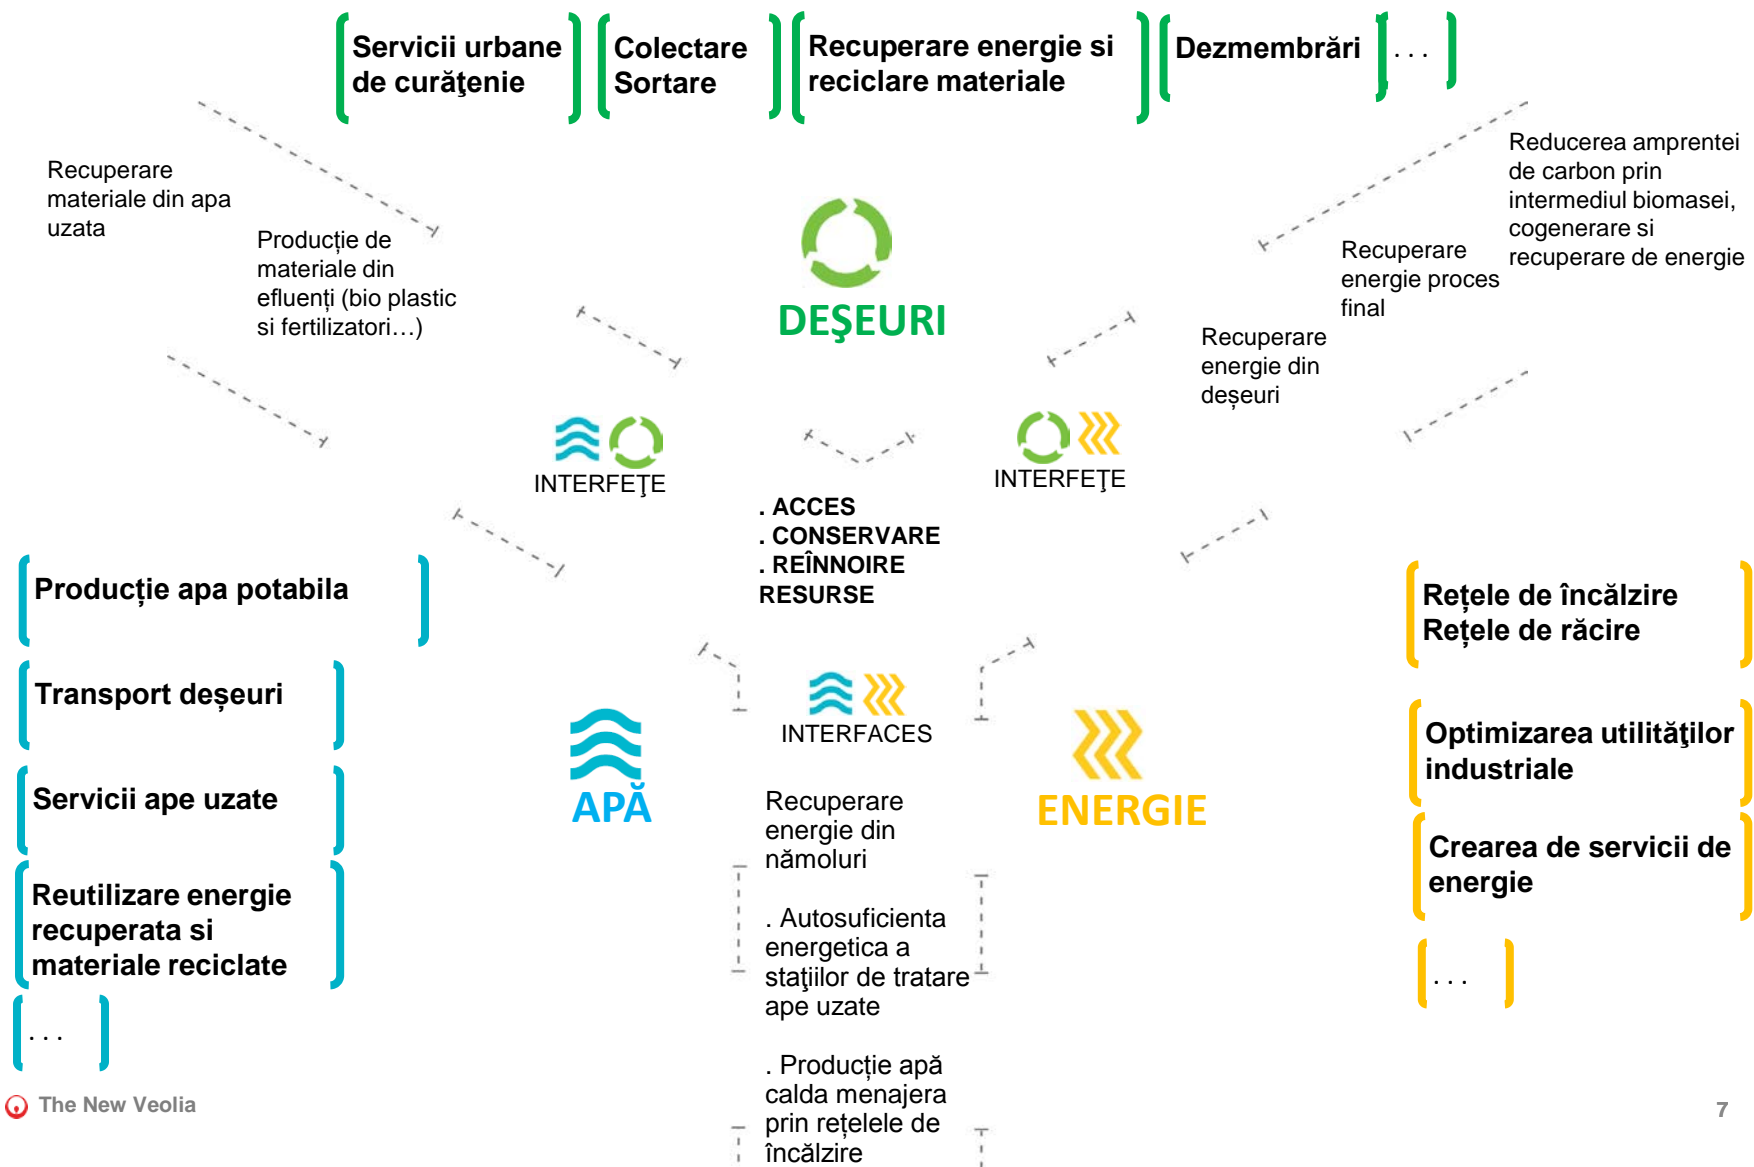 Servicii urbane
de curăţenie
Colectare
Sortare
Recuperare energie si
reciclare materiale
Dezmembrări
. . .
Recuperare
materiale din apa
uzata
Producție de
materiale din
efluenți (bio plastic
si fertilizatori…)
DEŞEURI
Reducerea amprentei
de carbon prin
intermediul biomasei,
cogenerare si
recuperare de energie
Recuperare
energie proces
final
Recuperare
energie din
deșeuri
INTERFEŢE
INTERFEŢE
. ACCES
. CONSERVARE
. REÎNNOIRE
RESURSE
Producție apa potabila
Transport deșeuri
Servicii ape uzate
Reutilizare energie
recuperata si
materiale reciclate
. . .
APĂ
INTERFACES
Recuperare
energie din
nămoluri
. Autosuficienta
energetica a
staţiilor de tratare
ape uzate
. Producție apă
calda menajera
prin rețelele de
încălzire
ENERGIE
Rețele de încălzire
Rețele de răcire
Optimizarea utilităţilor
industriale
Crearea de servicii de
energie
. . .
The New Veolia
7